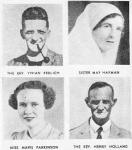 THE REV. VIVIAN REDLICH
SISTER MAY HAYMAN
MISS MAVIS PARKINSON
THE REV. HENRY HOLLAND